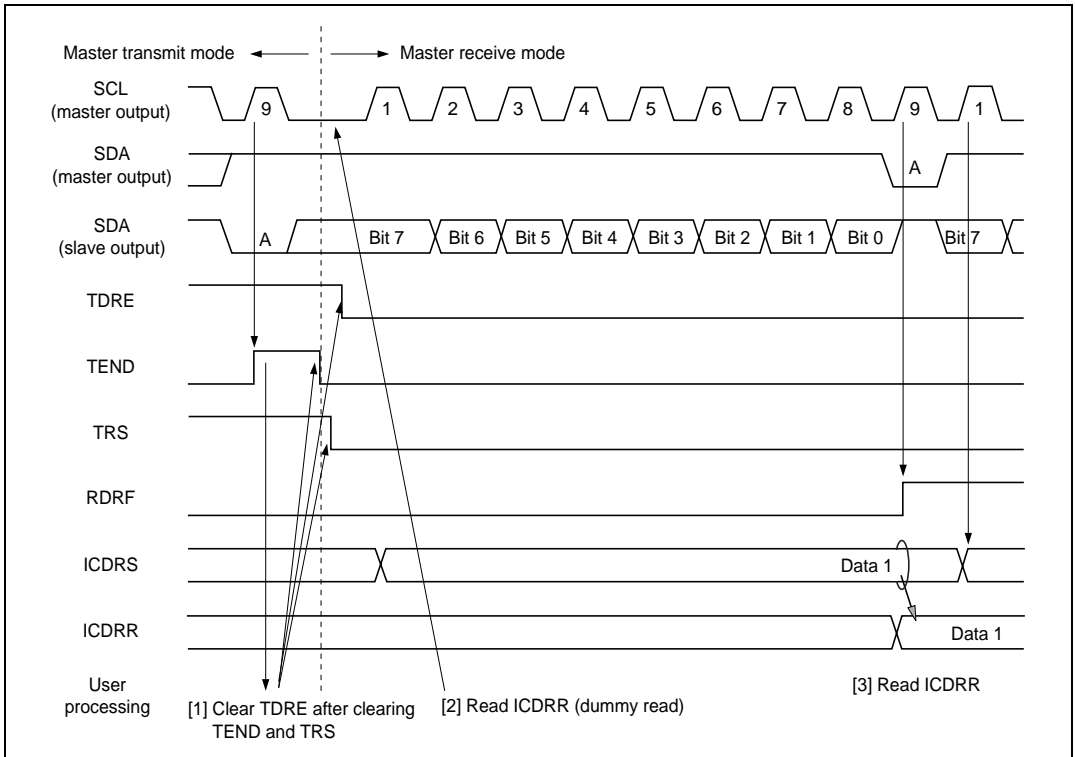 Master transmit mode
Master receive mode
SCL
(master output)
9 1 2 3 4 5 6 7 8 9 1
SDA
(master output)
A
SDA
(slave output)
A Bit 7 Bit 6 Bit 5 Bit 4 Bit 3 Bit 2 Bit 1 Bit 0 Bit 7
TDRE
TEND
TRS
RDRF
ICDRS
Data 1
ICDRR
Data 1
User
processing
[1] Clear TDRE after clearing
TEND and TRS
[2] Read ICDRR (dummy read)
[3] Read ICDRR